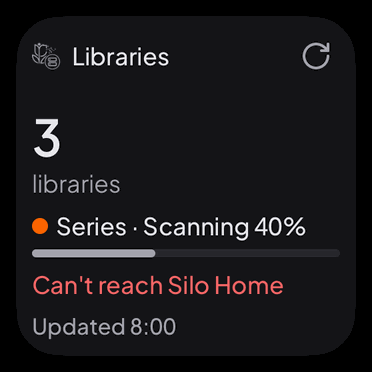 Libraries
3
libraries
Series · Scanning 40%
Can't reach Silo Home
Updated 8:00